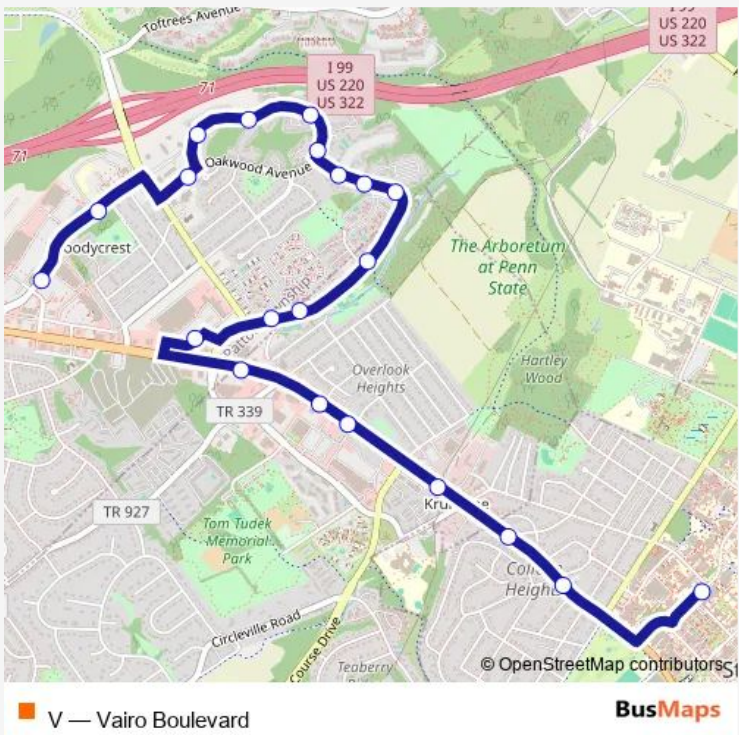 Toftrees Avenue
I 99
US 220
US 322
71
I 99
US 220
US 322
71
Oakwood Avenue
oodycrest
The Arboretum
at Penn
State
Patton Township
Overlook
Heights
Hartley
Wood
TR 339
TR 927
Tom Tudek
Memorial
Park
Circleville Road
Course Drive
Teaberry
© OpenStreetMap contributors
V — Vairo Boulevard
BusMaps